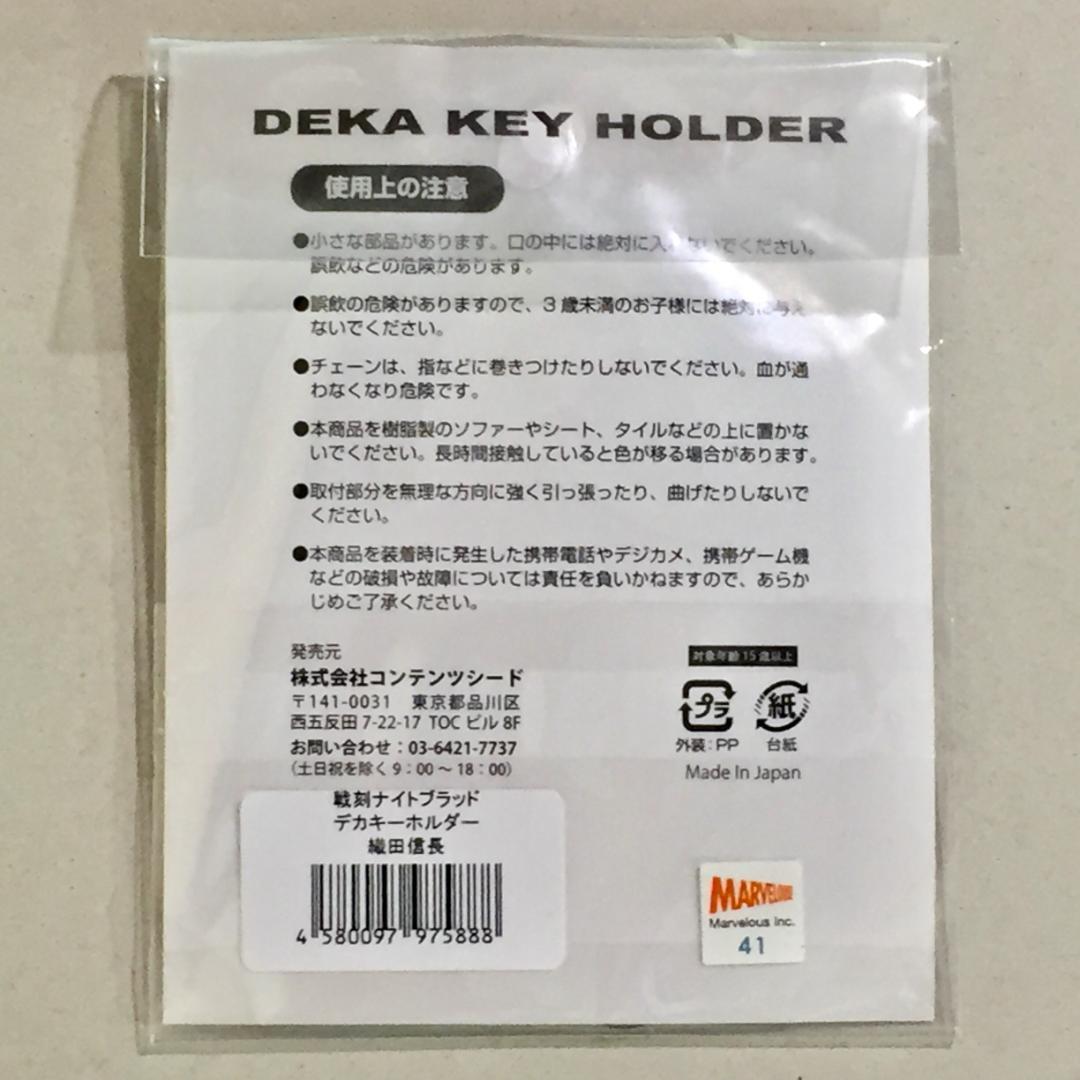 DEKA KEY HOLDER
使用上の注意
●小さな部品があります。口の中には絶対に入れないでください。
誤飲などの危険があります。
●誤飲の危険がありますので、3歳未満のお子様には絶対に与え
ないでください。
●チェーンは、指などに巻きつけたりしないでください。血が通
わなくなり危険です。
●本商品を樹脂製のソファーやシート、タイルなどの上に置かな
いでください。長時間接触していると色が移る場合があります。
●取付部分を無理な方向に強く引っ張ったり、曲げたりしないで
ください。
●本商品を装着時に発生した携帯電話やデジカメ、携帯ゲーム機
などの破損や故障については責任を負いかねますので、あらか
じめご了承ください。
発売元
株式会社コンテンツシード
〒141-0031 東京都品川区
西五反田 7-22-17 TOC ビル 8F
お問い合わせ:03-6421-7737
(土日祝を除く 9:00～18:00)
対象年齢15歳以上
プラ 紙
外装:PP 台紙
Made In Japan
戦刻ナイトブラッド
デカキーホルダー
織田信長
4 580097 975888
MARVELOUS
Marvelous Inc.
41